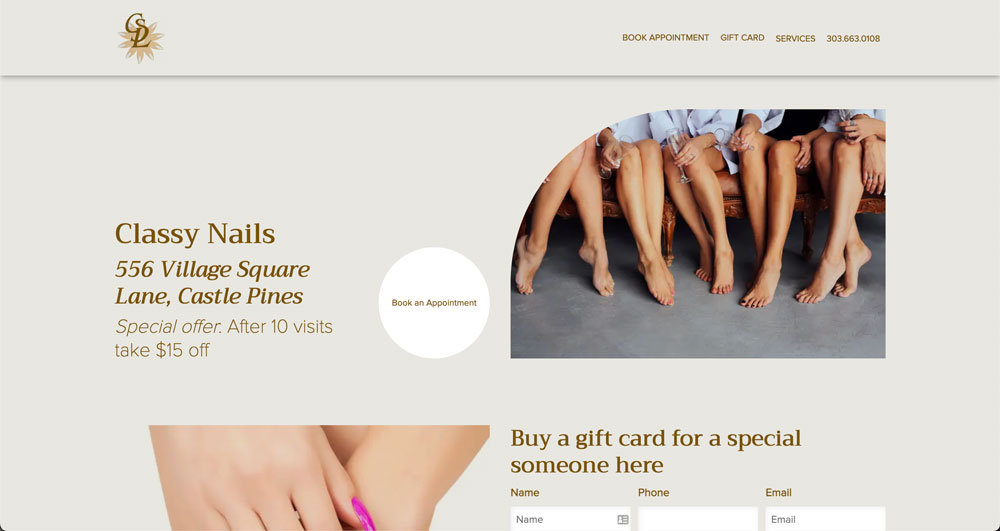 CSL
BOOK APPOINTMENT GIFT CARD SERVICES 303.663.0108
Classy Nails
556 Village Square
Lane, Castle Pines
Special offer: After 10 visits
take $15 off
Book an Appointment
Buy a gift card for a special
someone here
Name Phone Email
Name Email